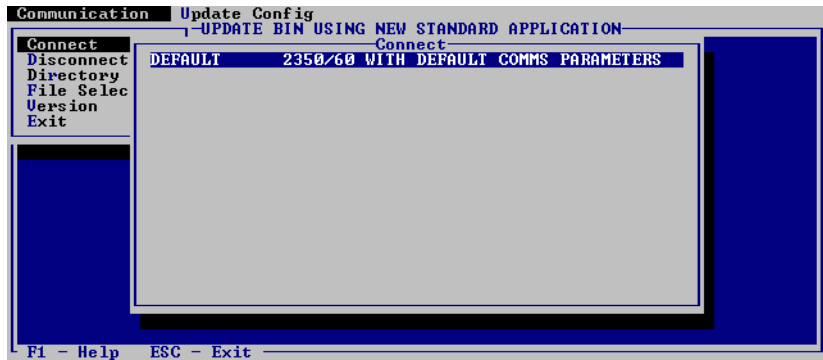 Communication Update Config
UPDATE BIN USING NEW STANDARD APPLICATION
Connect
Disconnect
Directory
File Selec
Version
Exit
Connect
DEFAULT 2350/60 WITH DEFAULT COMMS PARAMETERS
F1 - Help ESC - Exit